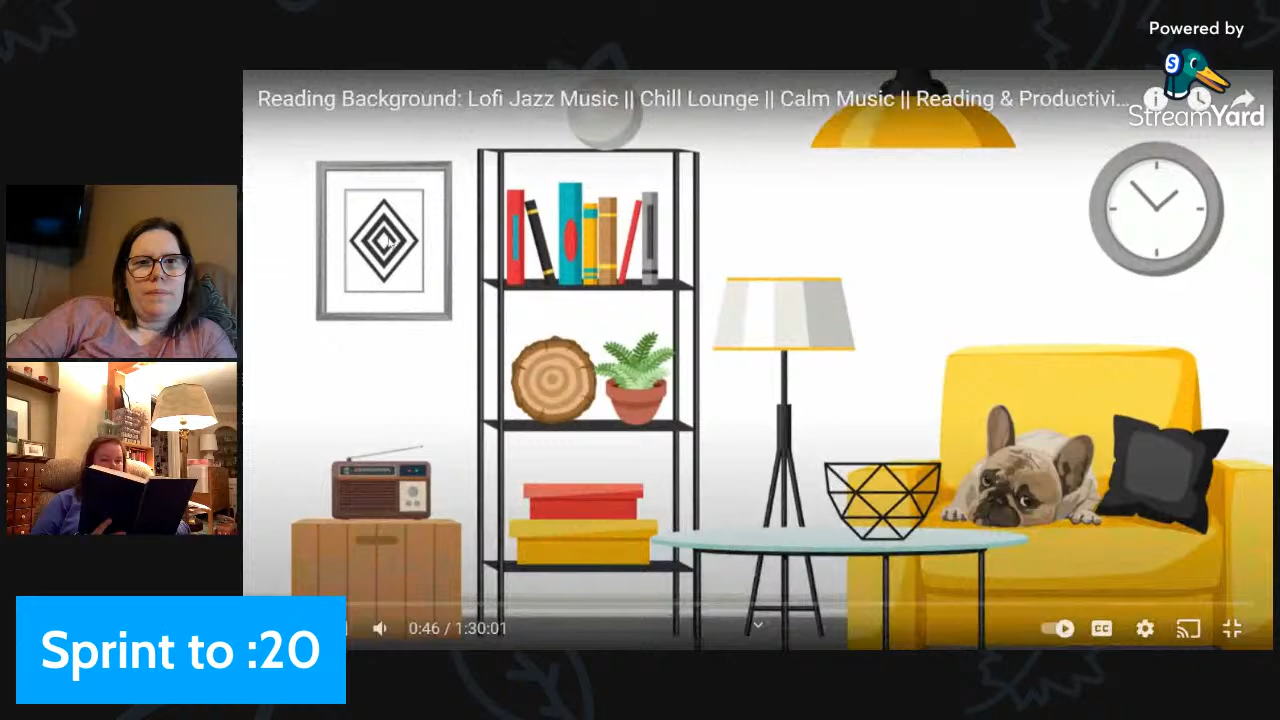 Powered by
StreamYard
Reading Background: Lofi Jazz Music || Chill Lounge || Calm Music || Reading & Productivi...
0:46 / 1:30:01
CC
Sprint to :20